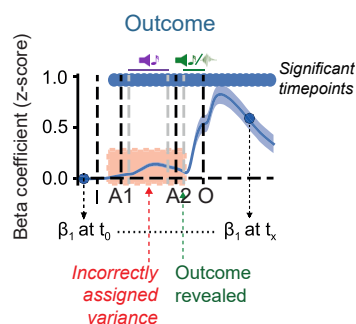 Outcome
Significant
timepoints
Beta coefficient (z-score)
1.0
0.5
0.0
I A1 A2 O
β1 at t0 ............... β1 at tx
Incorrectly
assigned
variance
Outcome
revealed